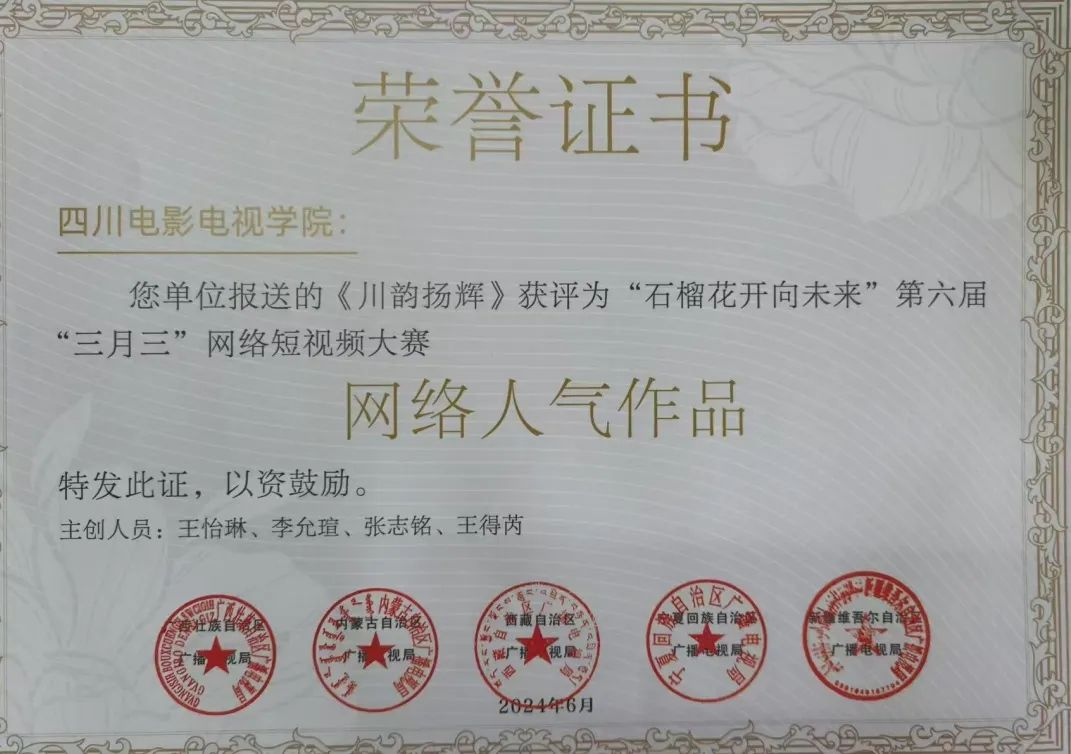 荣誉证书
四川电影电视学院：
您单位报送的《川韵扬辉》获评为“石榴花开向未来”第六届
“三月三”网络短视频大赛
网络人气作品
特发此证，以资鼓励。
主创人员：王怡琳、李允瑄、张志铭、王得芮
广西壮族自治区 内蒙古自治区 西藏自治区 宁夏回族自治区 新疆维吾尔自治区
广播电视局 广播电视局 广播电视局 广播电视局 广播电视局
2024年6月